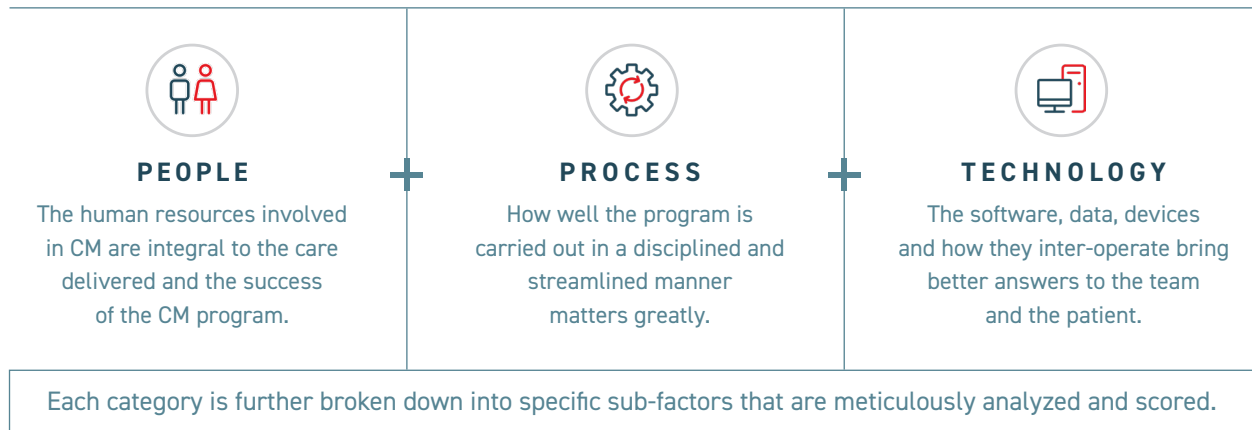 PEOPLE
The human resources involved
in CM are integral to the care
delivered and the success
of the CM program.
+
PROCESS
How well the program is
carried out in a disciplined and
streamlined manner
matters greatly.
+
TECHNOLOGY
The software, data, devices
and how they inter-operate bring
better answers to the team
and the patient.
Each category is further broken down into specific sub-factors that are meticulously analyzed and scored.